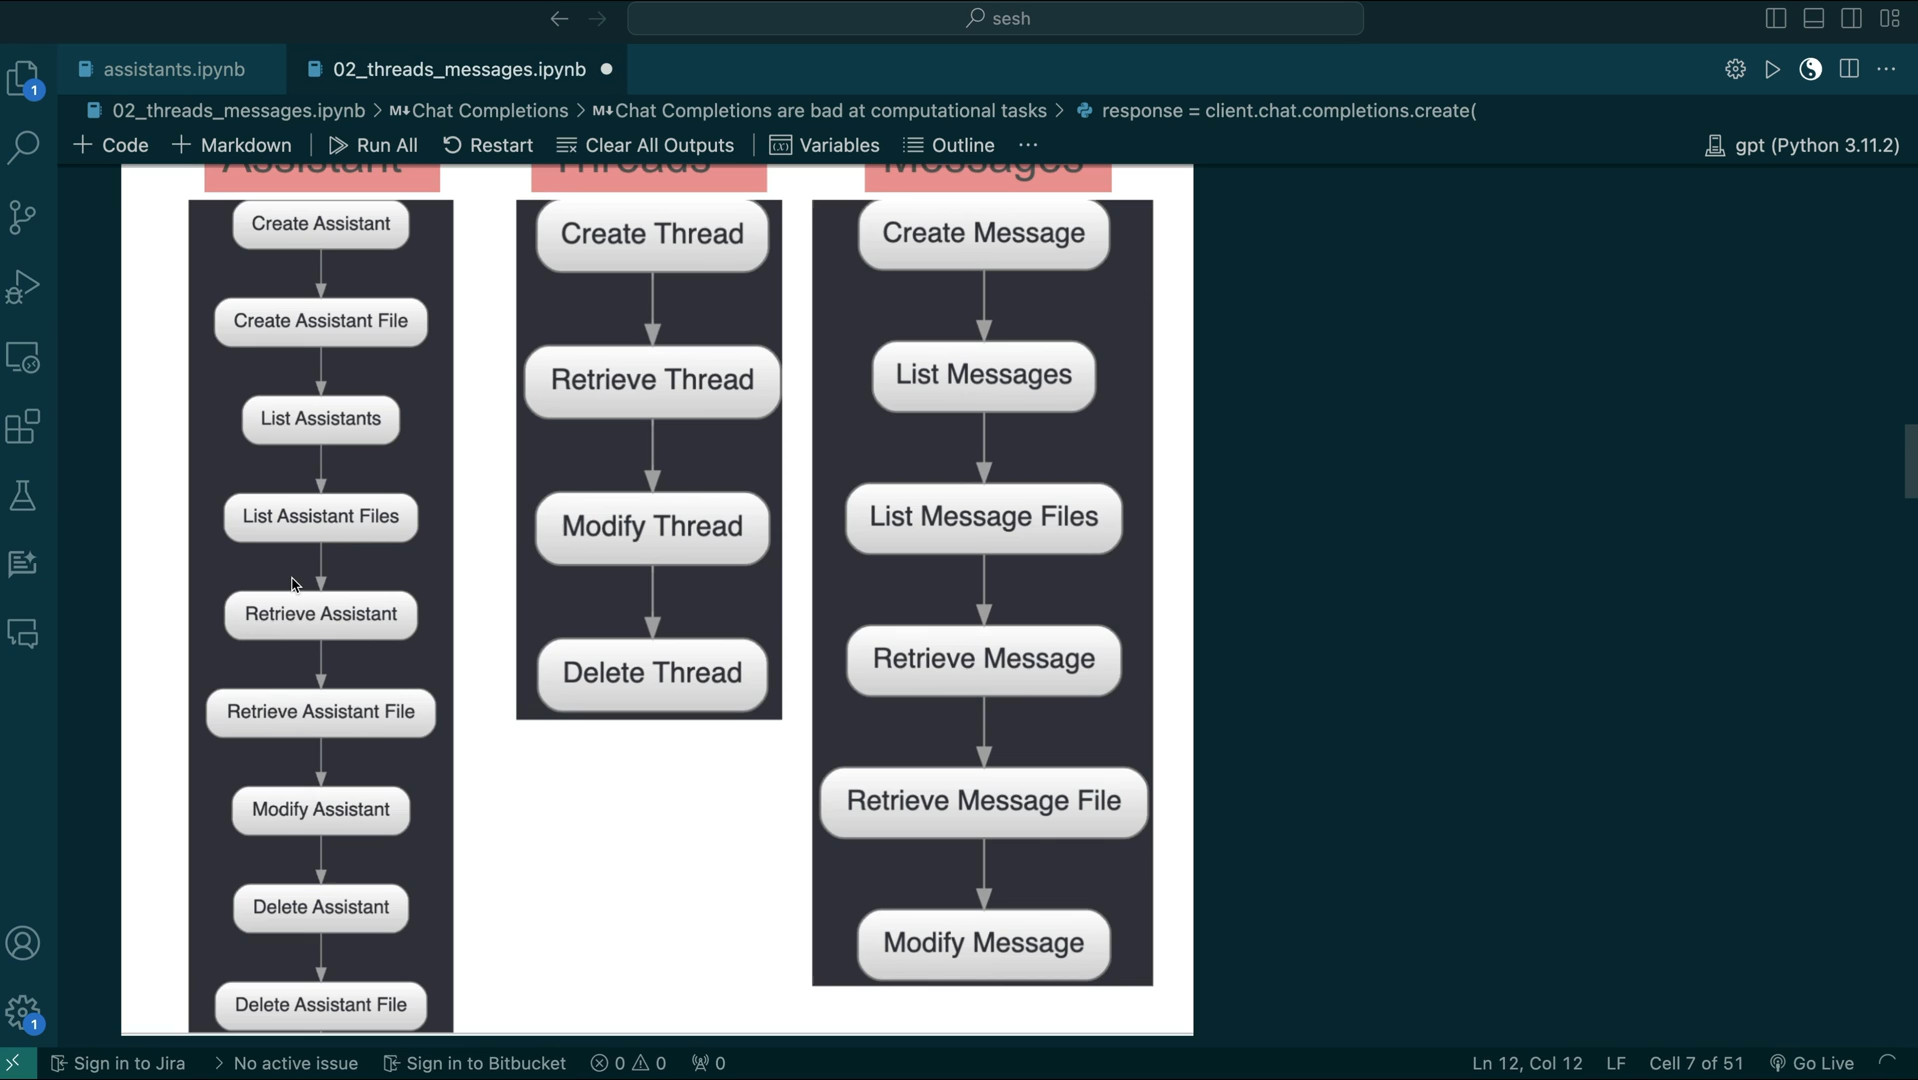 sesh
assistants.ipynb
02_threads_messages.ipynb
02_threads_messages.ipynb > M↓Chat Completions > M↓Chat Completions are bad at computational tasks > response = client.chat.completions.create(
+ Code + Markdown Run All Restart Clear All Outputs Variables Outline ...
gpt (Python 3.11.2)
Assistant Threads Messages
Create Assistant
Create Assistant File
List Assistants
List Assistant Files
Retrieve Assistant
Retrieve Assistant File
Modify Assistant
Delete Assistant
Delete Assistant File
Create Thread
Retrieve Thread
Modify Thread
Delete Thread
Create Message
List Messages
List Message Files
Retrieve Message
Retrieve Message File
Modify Message
1
1
Sign in to Jira > No active issue Sign in to Bitbucket 0 0 0 Ln 12, Col 12 LF Cell 7 of 51 Go Live